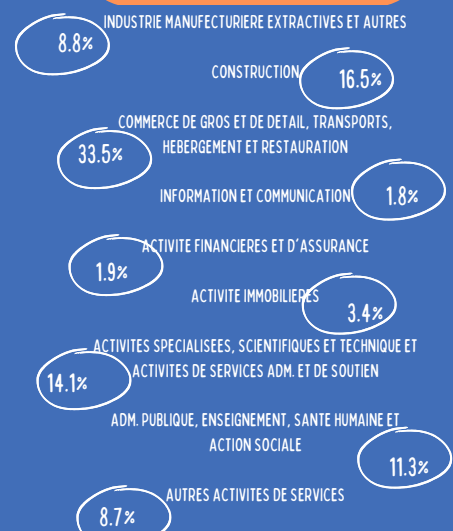 INDUSTRIE MANUFECTURIERE EXTRACTIVES ET AUTRES
8.8%
CONSTRUCTION
16.5%
COMMERCE DE GROS ET DE DETAIL, TRANSPORTS,
HEBERGEMENT ET RESTAURATION
33.5%
INFORMATION ET COMMUNICATION
1.8%
ACTIVITE FINANCIERES ET D'ASSURANCE
1.9%
ACTIVITE IMMOBILIERES
3.4%
ACTIVITES SPECIALISEES, SCIENTIFIQUES ET TECHNIQUE ET
ACTIVITES DE SERVICES ADM. ET DE SOUTIEN
14.1%
ADM. PUBLIQUE, ENSEIGNEMENT, SANTE HUMAINE ET
ACTION SOCIALE
11.3%
AUTRES ACTIVITES DE SERVICES
8.7%